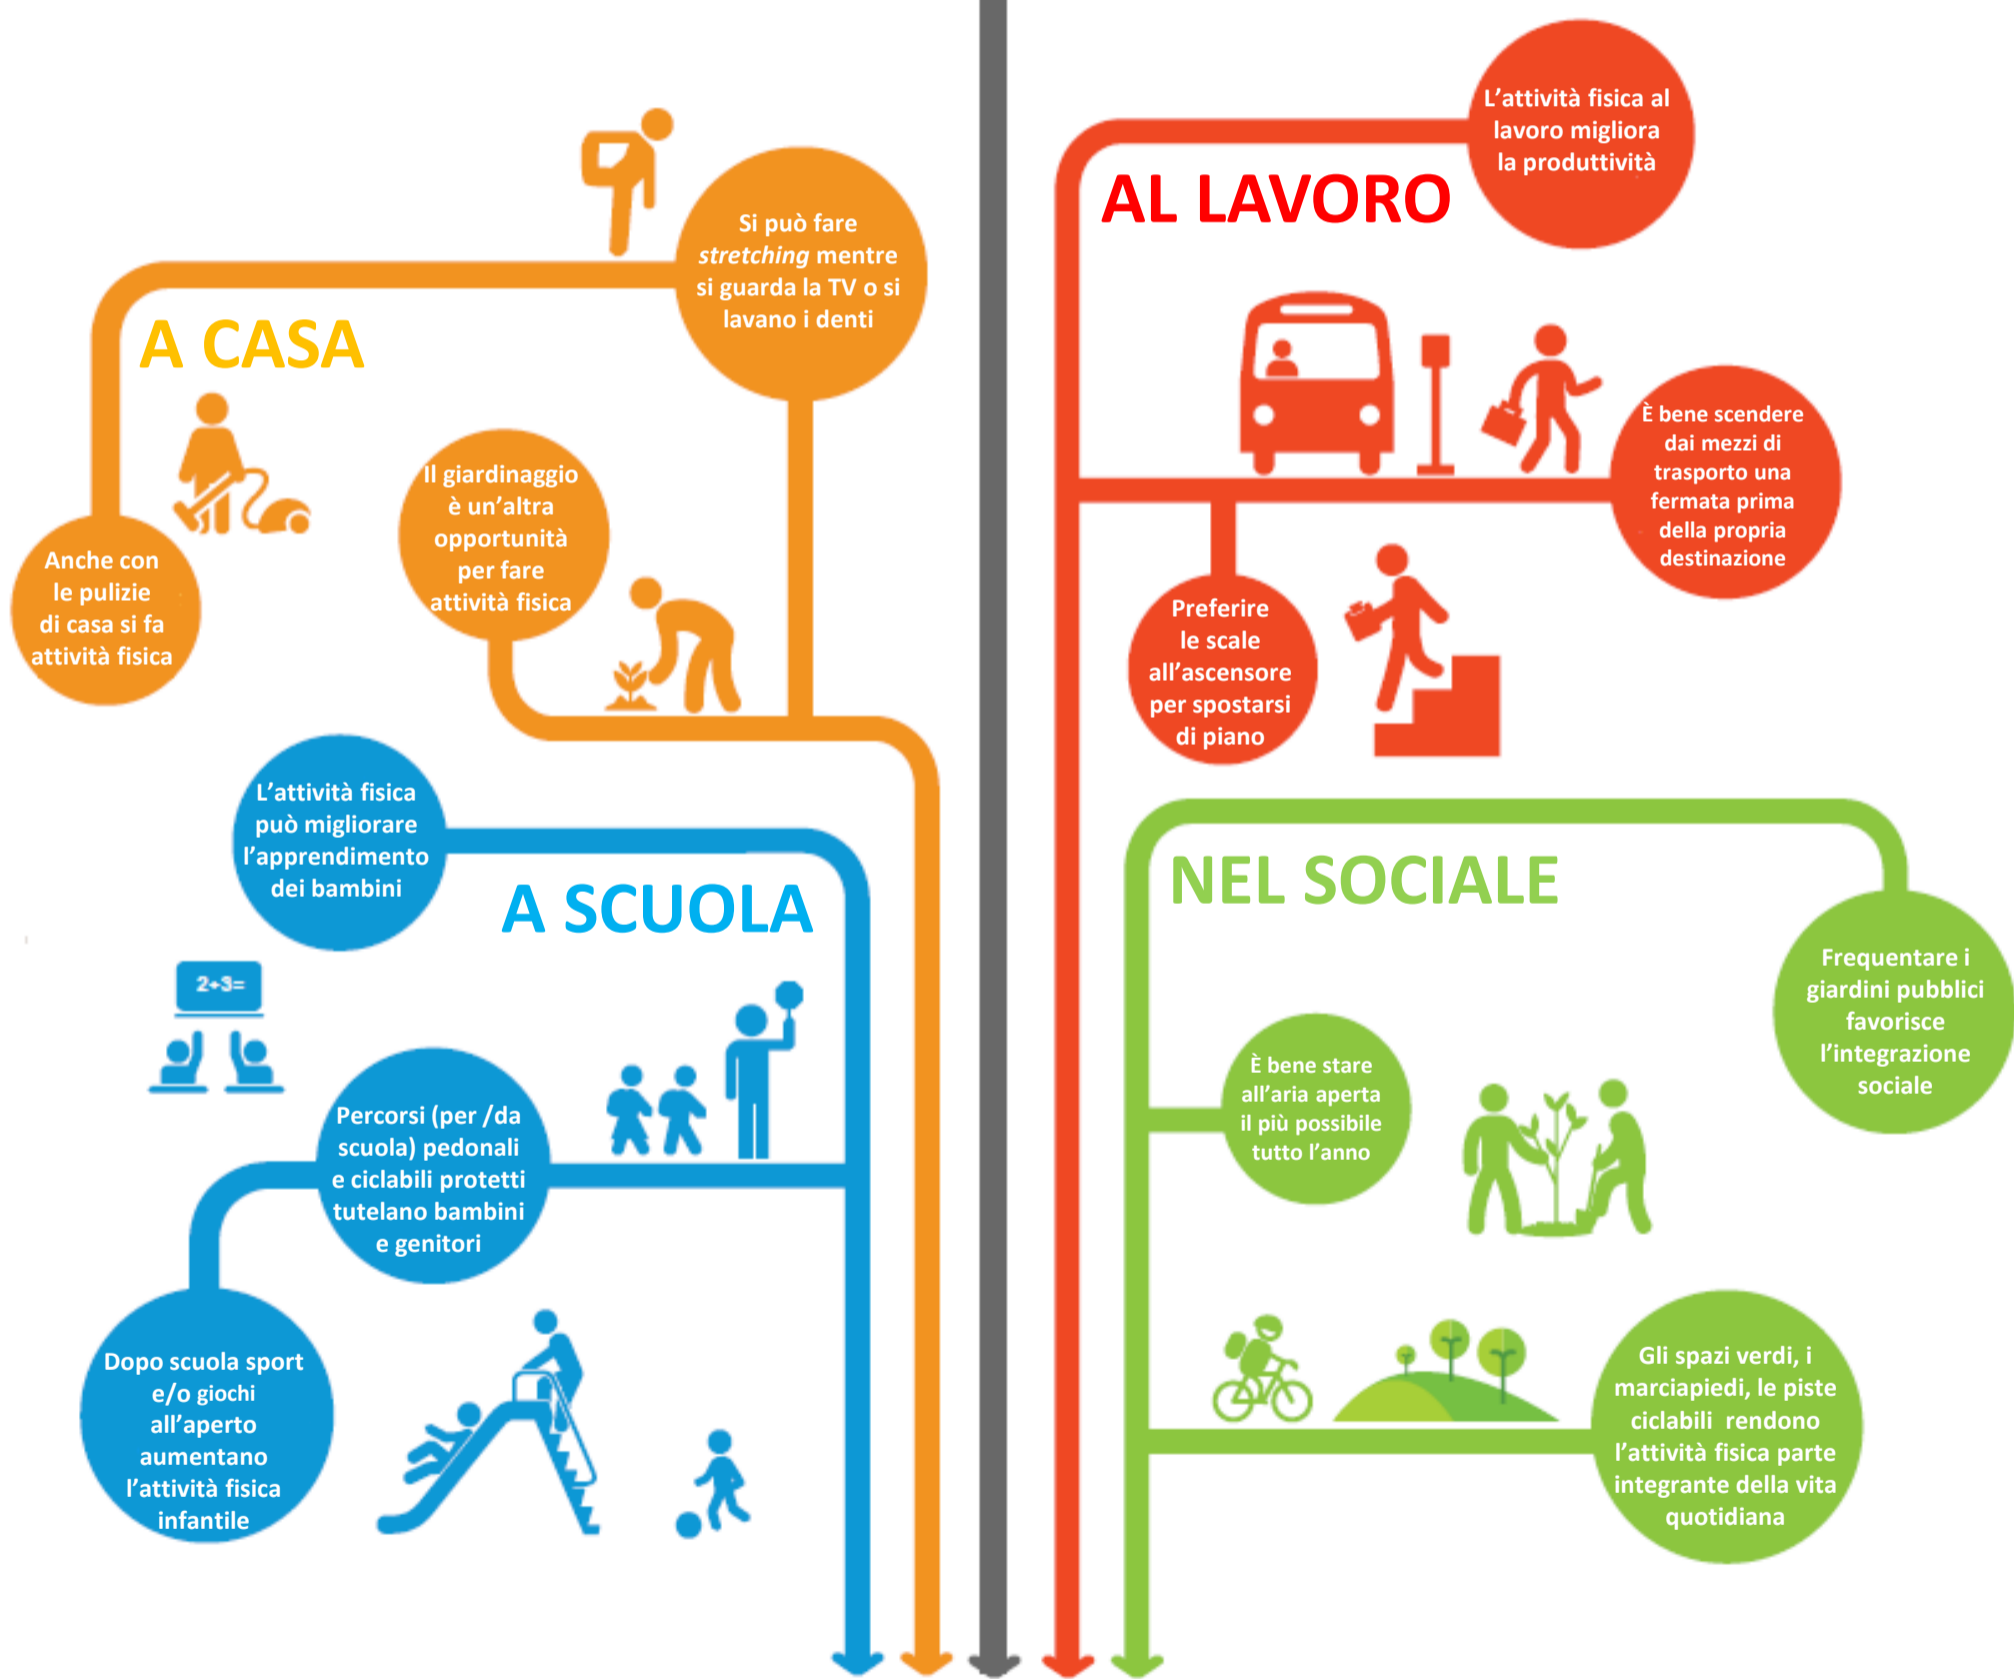 A CASA
Si può fare
stretching mentre
si guarda la TV o si
lavano i denti
Il giardinaggio
è un'altra
opportunità
per fare
attività fisica
Anche con
le pulizie
di casa si fa
attività fisica
A SCUOLA
L'attività fisica
può migliorare
l'apprendimento
dei bambini
2+3=
Percorsi (per /da
scuola) pedonali
e ciclabili protetti
tutelano bambini
e genitori
Dopo scuola sport
e/o giochi
all'aperto
aumentano
l'attività fisica
infantile
AL LAVORO
L'attività fisica al
lavoro migliora
la produttività
È bene scendere
dai mezzi di
trasporto una
fermata prima
della propria
destinazione
Preferire
le scale
all'ascensore
per spostarsi
di piano
NEL SOCIALE
Frequentare i
giardini pubblici
favorisce
l'integrazione
sociale
È bene stare
all'aria aperta
il più possibile
tutto l'anno
Gli spazi verdi, i
marciapiedi, le piste
ciclabili  rendono
l'attività fisica parte
integrante della vita
quotidiana